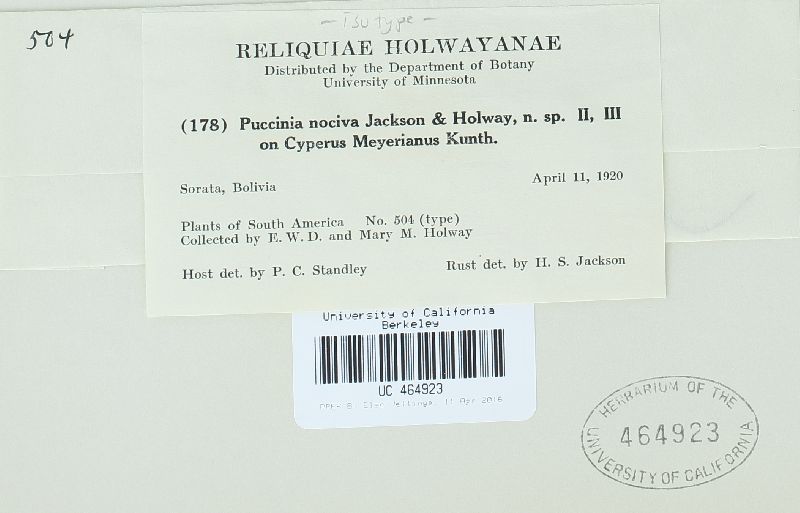 504
- Isotype -
RELIQUIAE HOLWAYANAE
Distributed by the Department of Botany
University of Minnesota
(178) Puccinia nociva Jackson & Holway, n. sp. II, III
on Cyperus Meyerianus Kunth.
Sorata, Bolivia
April 11, 1920
Plants of South America No. 504 (type)
Collected by E. W. D. and Mary M. Holway
Host det. by P. C. Standley
Rust det. by H. S. Jackson
University of California
Berkeley
UC 464923
11 Apr 2016
HERBARIUM OF THE
464923
UNIVERSITY OF CALIFORNIA